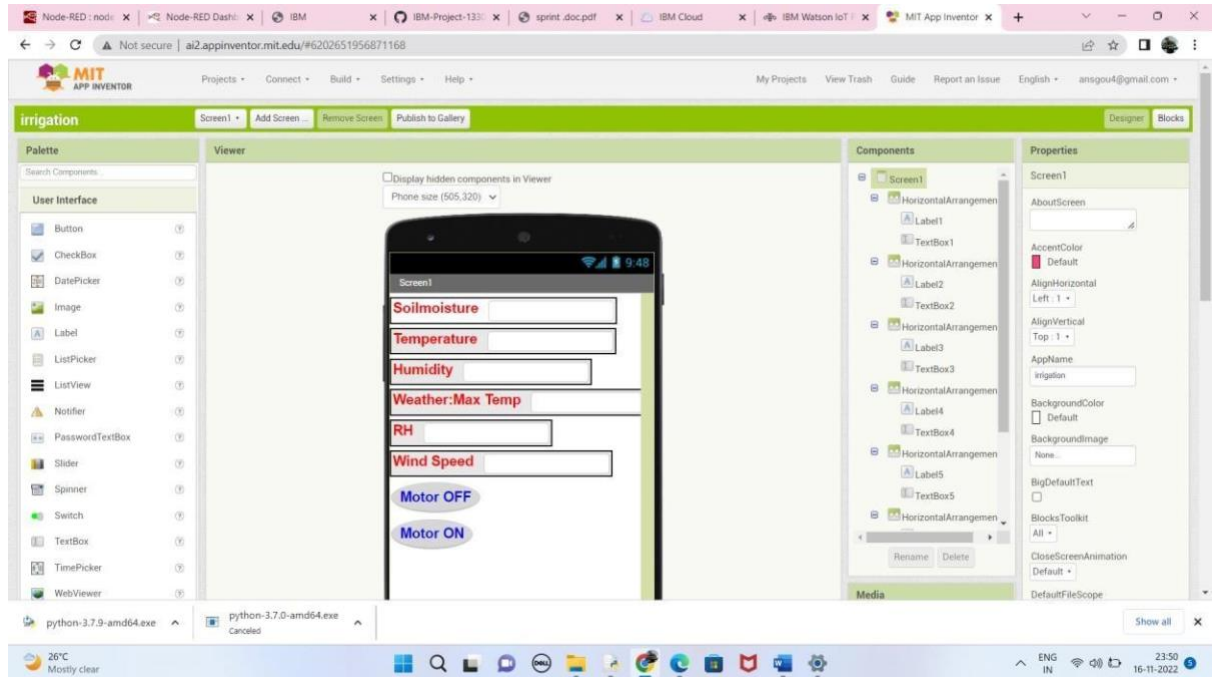 Node-RED : node
Node-RED Dashb
IBM
IBM-Project-133
sprint .doc.pdf
IBM Cloud
IBM Watson IoT
MIT App Inventor
Not secure | ai2.appinventor.mit.edu/#6202651956871168
MIT
APP INVENTOR
Projects
Connect
Build
Settings
Help
My Projects
View Trash
Guide
Report an Issue
English
ansgou4@gmail.com
irrigation
Screen1
Add Screen ...
Remove Screen
Publish to Gallery
Designer
Blocks
Palette
Search Components...
User Interface
Button
CheckBox
DatePicker
Image
Label
ListPicker
ListView
Notifier
PasswordTextBox
Slider
Spinner
Switch
TextBox
TimePicker
WebViewer
Viewer
Display hidden components in Viewer
Phone size (505,320)
9:48
Screen1
Soilmoisture
Temperature
Humidity
Weather:Max Temp
RH
Wind Speed
Motor OFF
Motor ON
Components
Screen1
HorizontalArrangemen
Label1
TextBox1
HorizontalArrangemen
Label2
TextBox2
HorizontalArrangemen
Label3
TextBox3
HorizontalArrangemen
Label4
TextBox4
HorizontalArrangemen
Label5
TextBox5
HorizontalArrangemen
Rename
Delete
Media
Properties
Screen1
AboutScreen
AccentColor
Default
AlignHorizontal
Left : 1
AlignVertical
Top : 1
AppName
irrigation
BackgroundColor
Default
BackgroundImage
None...
BigDefaultText
BlocksToolkit
All
CloseScreenAnimation
Default
DefaultFileScope
python-3.7.9-amd64.exe
python-3.7.0-amd64.exe
Canceled
Show all
26°C
Mostly clear
ENG
IN
23:50
16-11-2022